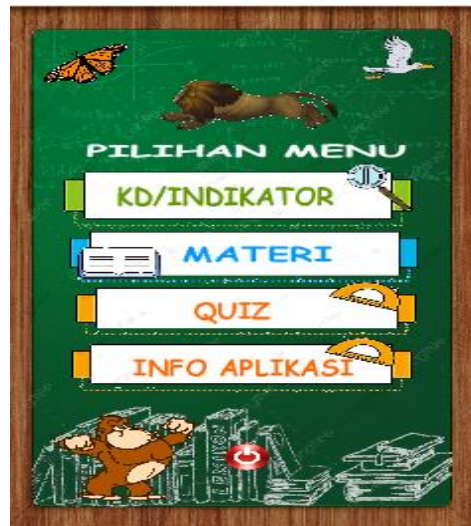 PILIHAN MENU
KD/INDIKATOR
MATERI
QUIZ
INFO APLIKASI